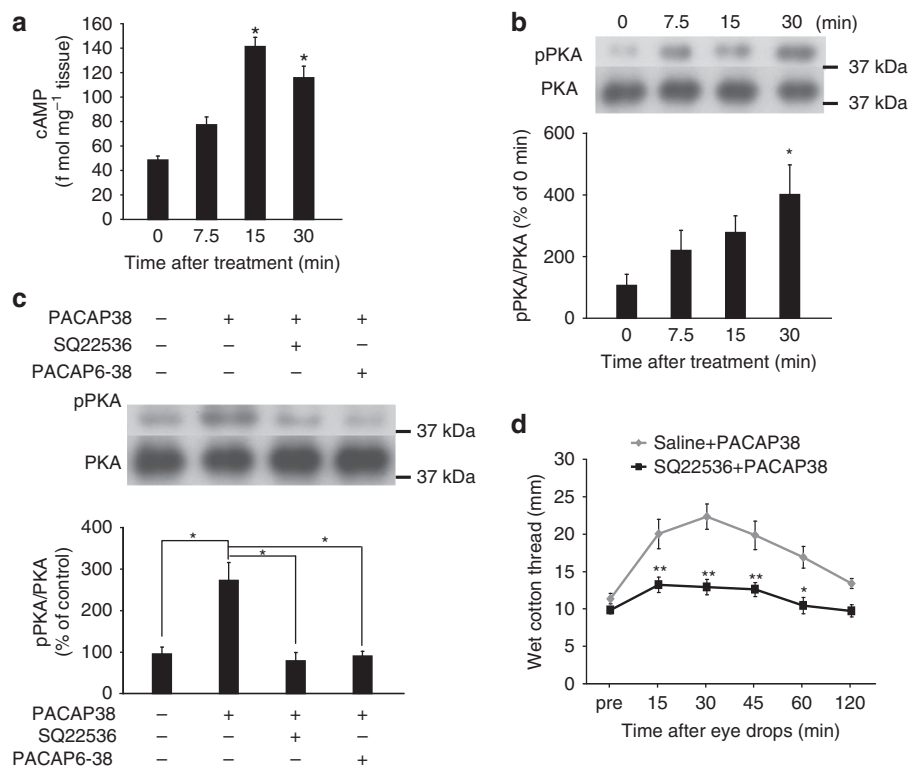 a
160
140
120
100
80
60
40
20
0
cAMP
(f mol mg⁻¹ tissue)
*
*
0 7.5 15 30
Time after treatment (min)
b
0 7.5 15 30 (min)
pPKA
37 kDa
PKA
37 kDa
600
400
200
0
pPKA/PKA (% of 0 min)
*
0 7.5 15 30
Time after treatment (min)
c
PACAP38 – + + +
SQ22536 – – + –
PACAP6-38 – – – +
pPKA
37 kDa
PKA
37 kDa
400
300
200
100
0
pPKA/PKA
(% of control)
*
*
*
PACAP38 – + + +
SQ22536 – – + –
PACAP6-38 – – – +
d
Saline+PACAP38
SQ22536+PACAP38
30
25
20
15
10
5
0
Wet cotton thread (mm)
** ** ** *
pre 15 30 45 60 120
Time after eye drops (min)